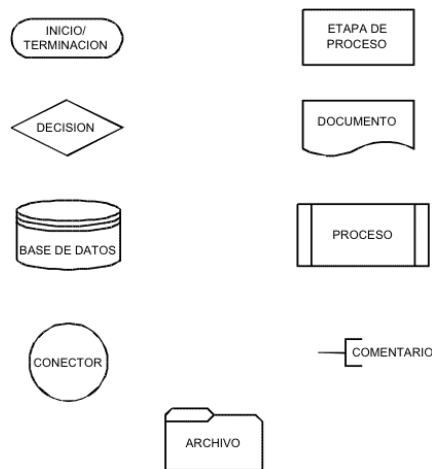 INICIO/
TERMINACION
ETAPA DE
PROCESO
DECISION
DOCUMENTO
BASE DE DATOS
PROCESO
CONECTOR
COMENTARIO
ARCHIVO